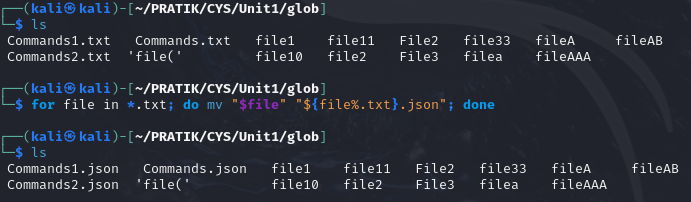 ┌──(kali㉿kali)-[~/PRATIK/CYS/Unit1/glob]
└─$ ls
Commands1.txt   Commands.txt   file1    file11   File2   file33   fileA     fileAB
Commands2.txt  'file('         file10   file2    File3   filea    fileAAA

┌──(kali㉿kali)-[~/PRATIK/CYS/Unit1/glob]
└─$ for file in *.txt; do mv "$file" "${file%.txt}.json"; done

┌──(kali㉿kali)-[~/PRATIK/CYS/Unit1/glob]
└─$ ls
Commands1.json   Commands.json   file1    file11   File2   file33   fileA     fileAB
Commands2.json  'file('          file10   file2    File3   filea    fileAAA